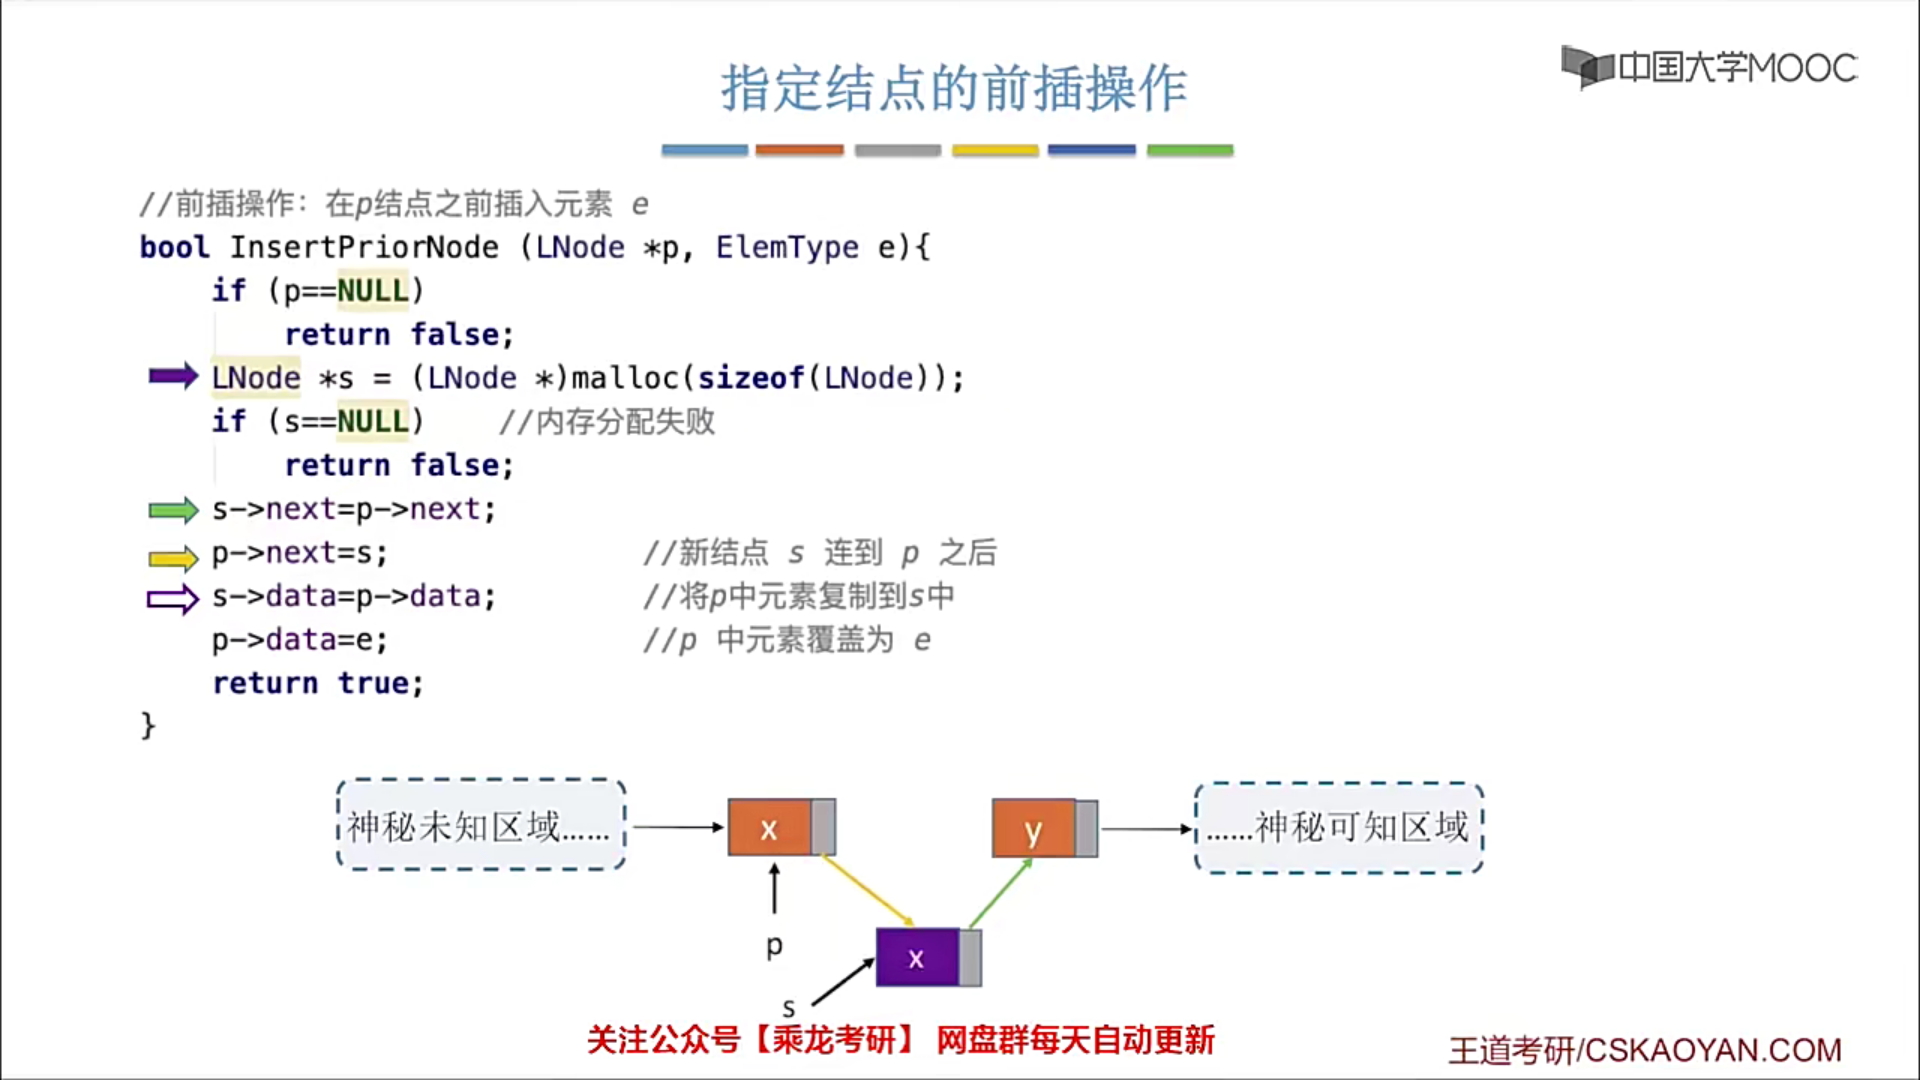 指定结点的前插操作
中国大学MOOC
//前插操作：在p结点之前插入元素 e
bool InsertPriorNode (LNode *p, ElemType e){
if (p==NULL)
return false;
LNode *s = (LNode *)malloc(sizeof(LNode));
if (s==NULL) //内存分配失败
return false;
s->next=p->next;
p->next=s; //新结点 s 连到 p 之后
s->data=p->data; //将p中元素复制到s中
p->data=e; //p 中元素覆盖为 e
return true;
}
神秘未知区域…… x y ……神秘可知区域
p
x
s
关注公众号【乘龙考研】 网盘群每天自动更新
王道考研/CSKAOYAN.COM